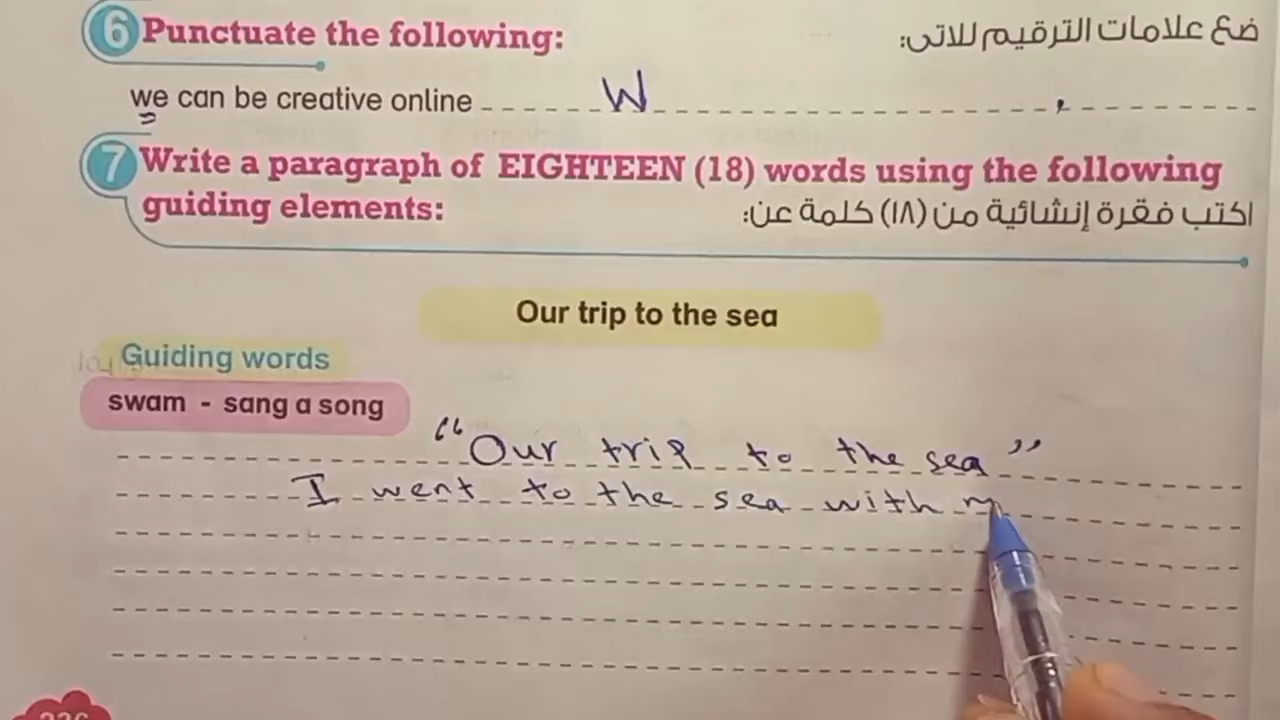 6 Punctuate the following: ضع علامات الترقيم للاتى:
we can be creative online W .
7 Write a paragraph of EIGHTEEN (18) words using the following
guiding elements: اكتب فقرة إنشائية من (١٨) كلمة عن:
Our trip to the sea
Guiding words
swam - sang a song
"Our trip to the sea"
I went to the sea with